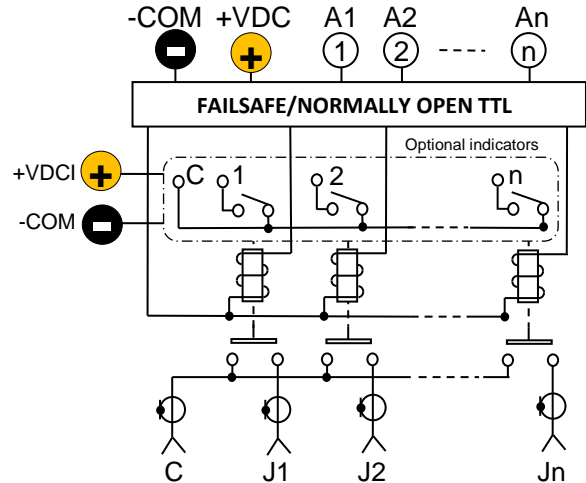 -COM +VDC A1 A2 An
1 2 n
FAILSAFE/NORMALLY OPEN TTL
Optional indicators
+VDCI C 1 2 n
-COM
C J1 J2 Jn